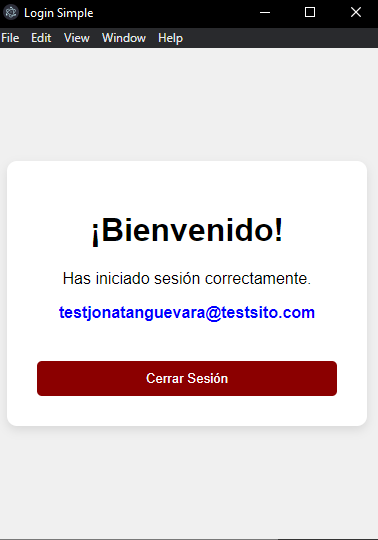 Login Simple
File Edit View Window Help
¡Bienvenido!
Has iniciado sesión correctamente.
testjonatanguevara@testsito.com
Cerrar Sesión